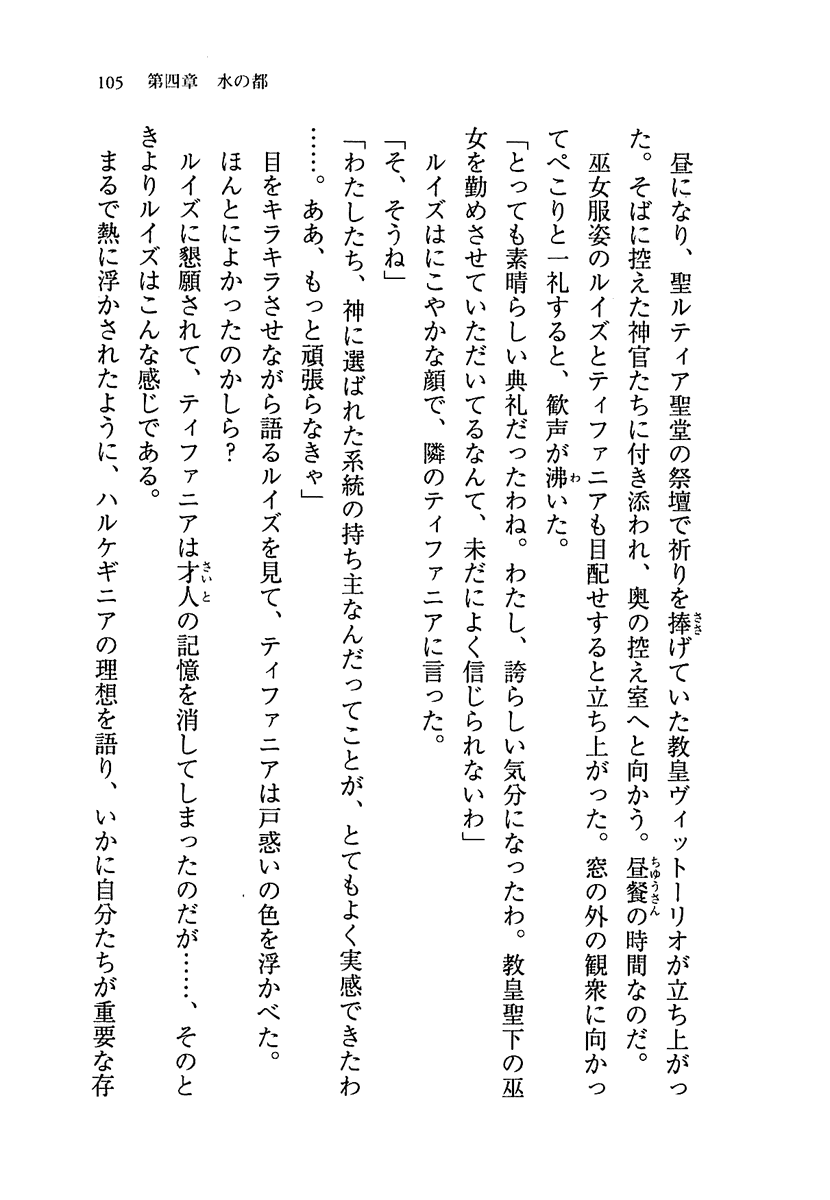 105　第四章　水の都
　昼になり、聖ルティア聖堂の祭壇で祈りを捧げていた教皇ヴィットーリオが立ち上がっ
た。そばに控えた神官たちに付き添われ、奥の控え室へと向かう。昼餐の時間なのだ。
　巫女服姿のルイズとティファニアも目配せすると立ち上がった。窓の外の観衆に向かっ
てぺこりと一礼すると、歓声が沸いた。
「とっても素晴らしい典礼だったわね。わたし、誇らしい気分になったわ。教皇聖下の巫
女を勤めさせていただいてるなんて、未だによく信じられないわ」
　ルイズはにこやかな顔で、隣のティファニアに言った。
「そ、そうね」
「わたしたち、神に選ばれた系統の持ち主なんだってことが、とてもよく実感できたわ
……。ああ、もっと頑張らなきゃ」
　目をキラキラさせながら語るルイズを見て、ティファニアは戸惑いの色を浮かべた。
ほんとによかったのかしら？
　ルイズに懇願されて、ティファニアは才人の記憶を消してしまったのだが……、そのと
きよりルイズはこんな感じである。
　まるで熱に浮かされたように、ハルケギニアの理想を語り、いかに自分たちが重要な存